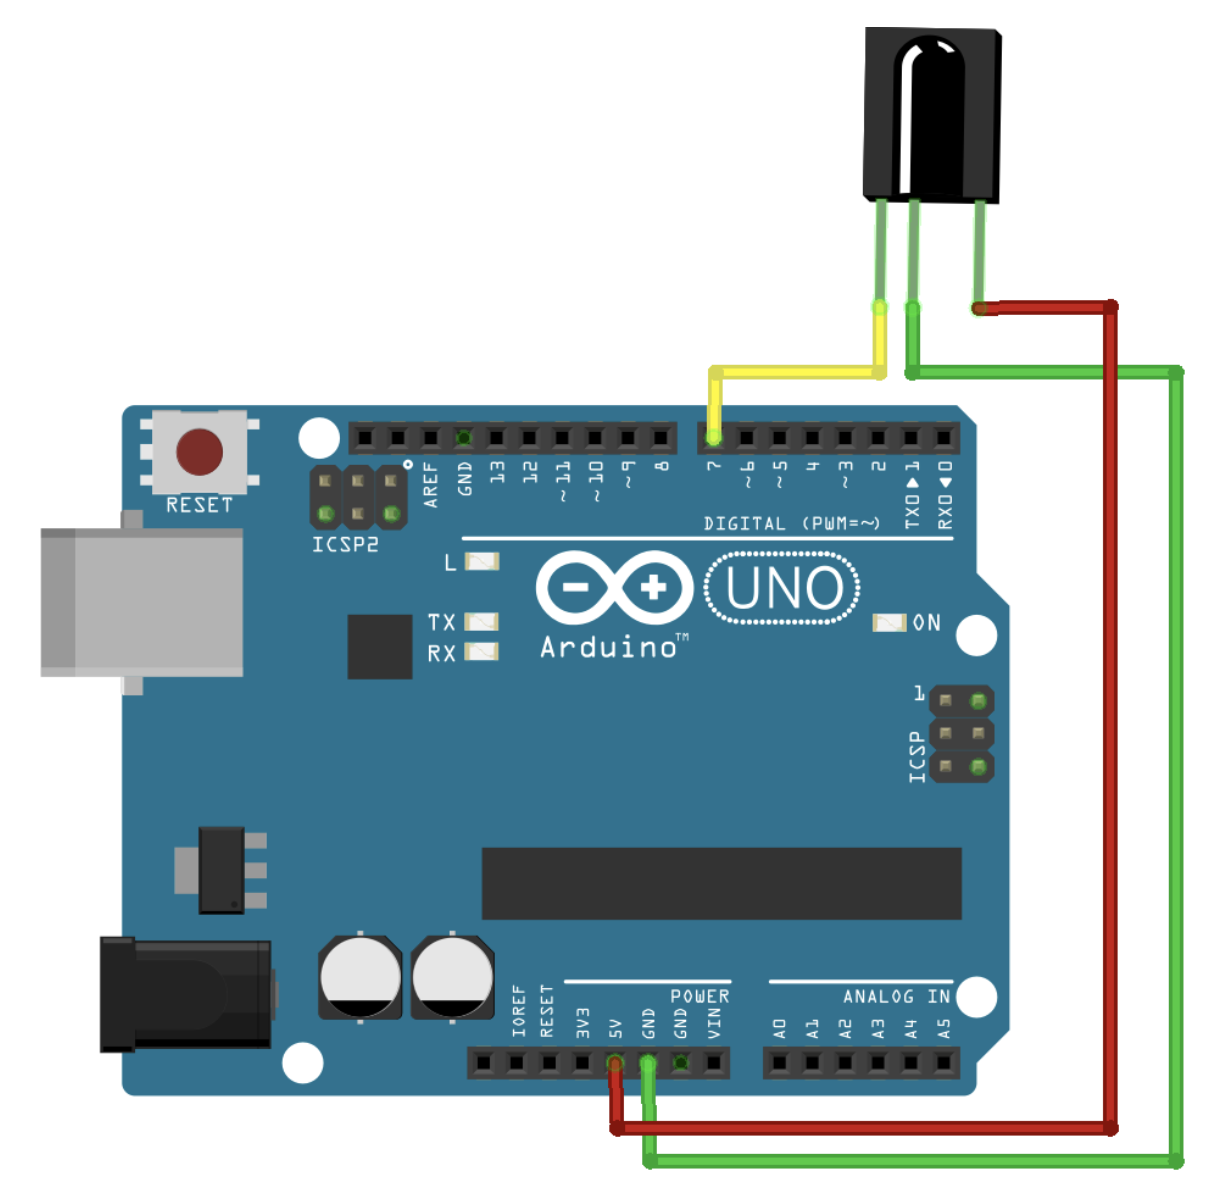 RESET
ICSP2
AREF
GND
13
12
~11
~10
~9
8
7
~6
~5
4
~3
2
TX0▶1
RX0◀0
DIGITAL (PWM=~)
L
TX
RX
UNO
Arduino™
ON
1
ICSP
POWER
ANALOG IN
IOREF
RESET
3V3
5V
GND
GND
VIN
A0
A1
A2
A3
A4
A5